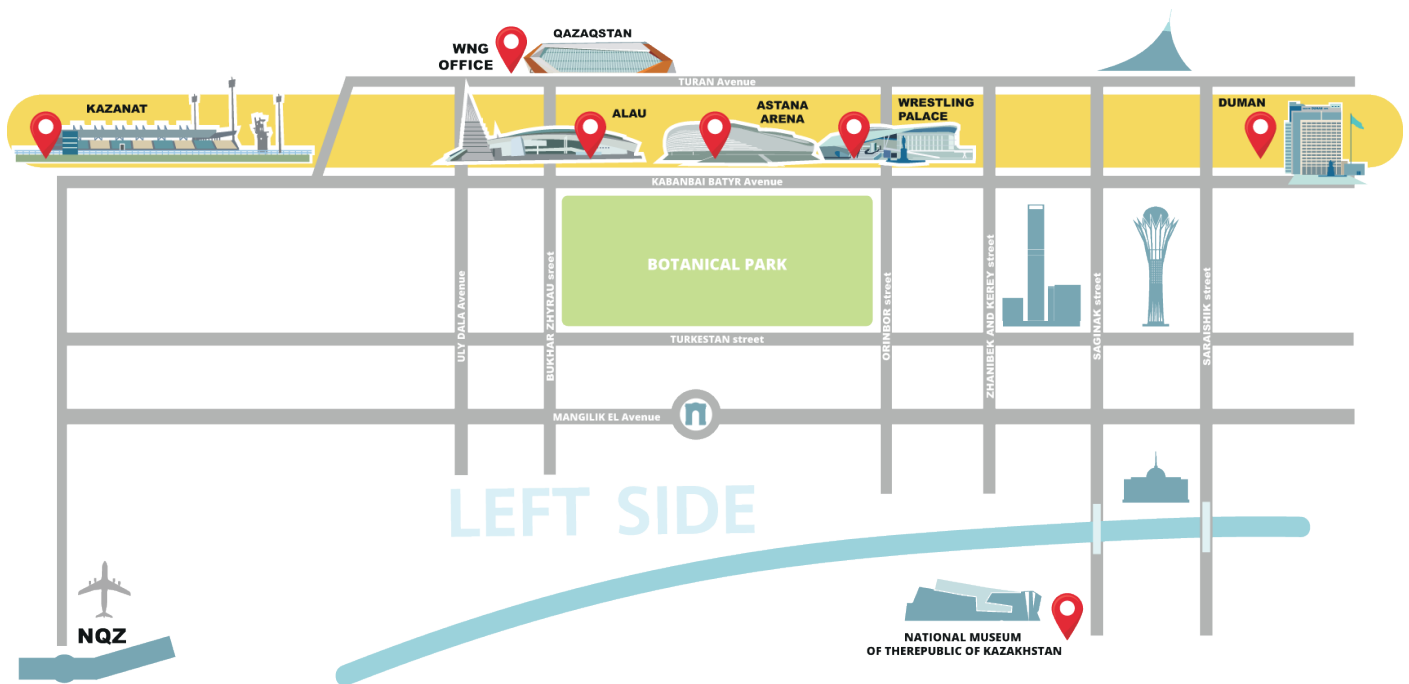 WNG
OFFICE
QAZAQSTAN
TURAN Avenue
KAZANAT
ALAU
ASTANA
ARENA
WRESTLING
PALACE
DUMAN
KABANBAI BATYR Avenue
BOTANICAL PARK
ULY DALA Avenue
BUKHAR ZHYRAU sreet
ORINBOR street
ZHANIBEK AND KEREY street
SAGINAK street
SARAISHIK street
TURKESTAN street
MANGILIK EL Avenue
LEFT SIDE
NQZ
NATIONAL MUSEUM
OF THEREPUBLIC OF KAZAKHSTAN